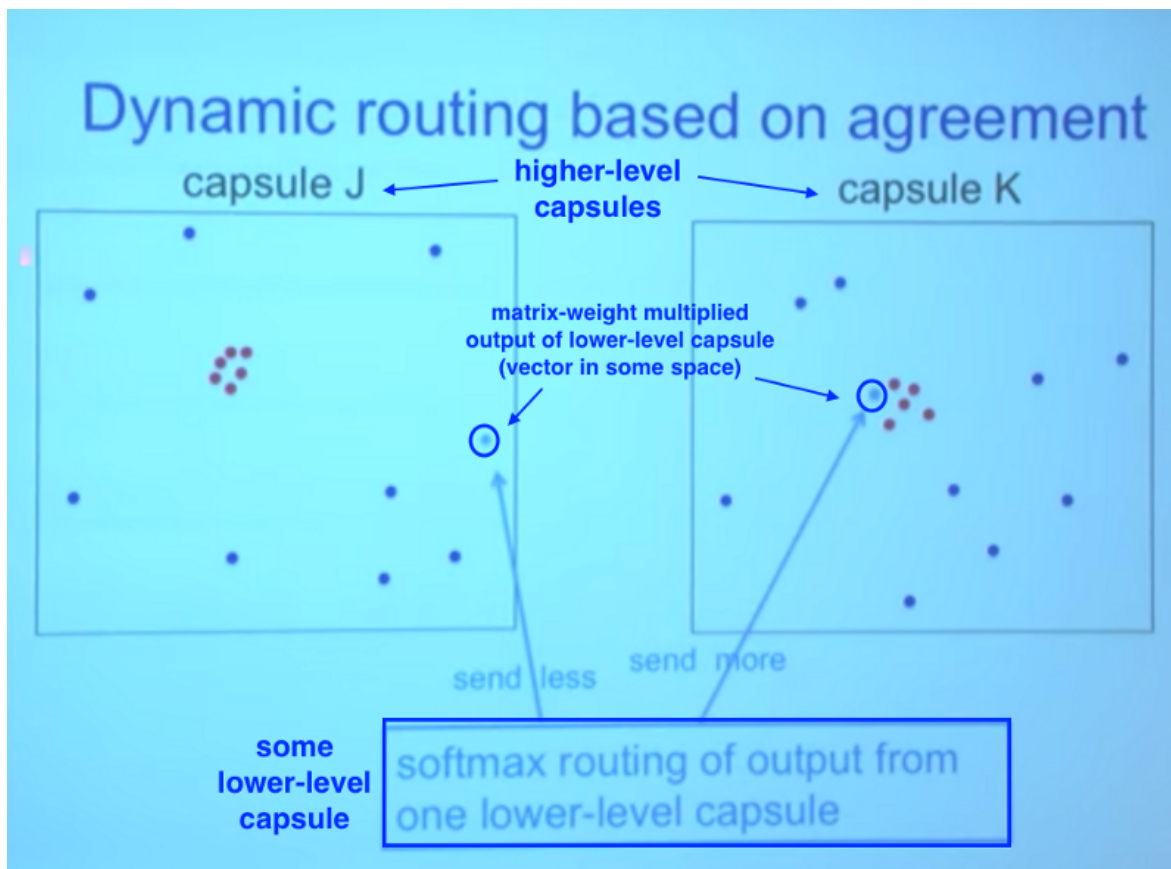 Dynamic routing based on agreement
capsule J
higher-level
capsules
capsule K
matrix-weight multiplied
output of lower-level capsule
(vector in some space)
send less
send more
some
lower-level
capsule
softmax routing of output from
one lower-level capsule